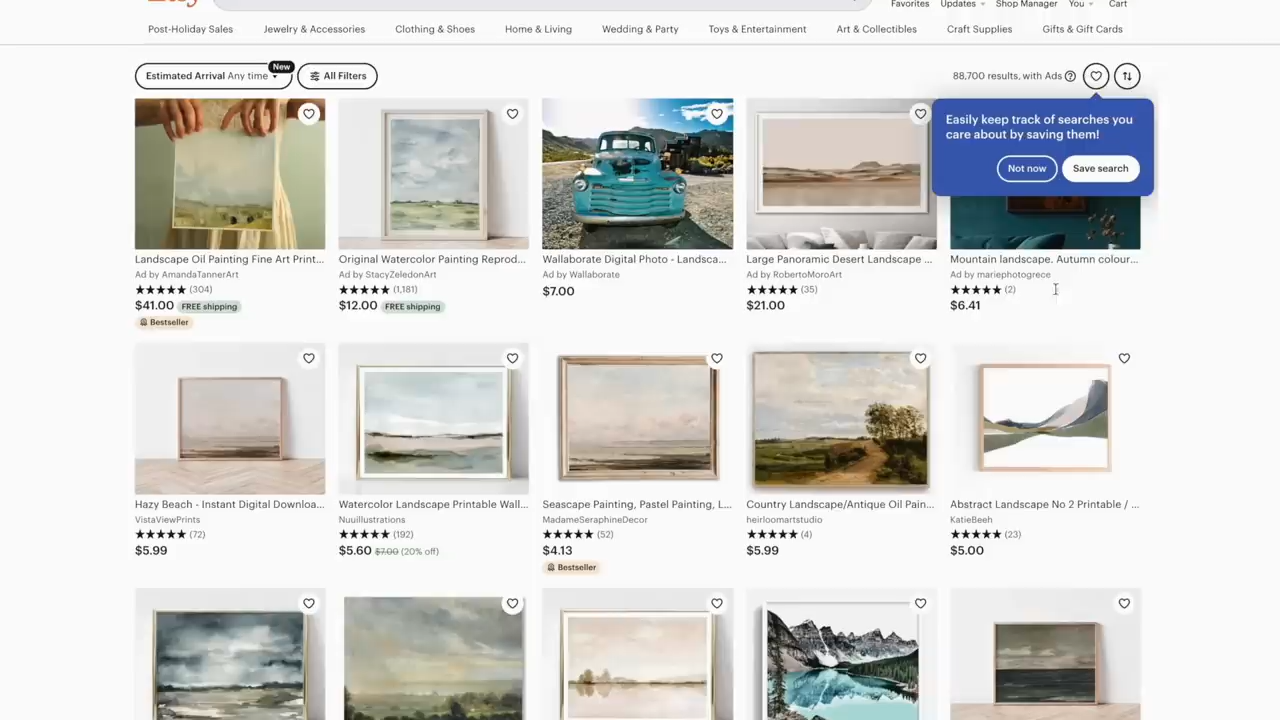 Etsy
Favorites
Updates
Shop Manager
You
Cart
Post-Holiday Sales
Jewelry & Accessories
Clothing & Shoes
Home & Living
Wedding & Party
Toys & Entertainment
Art & Collectibles
Craft Supplies
Gifts & Gift Cards
Estimated Arrival Any time
New
All Filters
88,700 results, with Ads
Easily keep track of searches you
care about by saving them!
Not now
Save search
Landscape Oil Painting Fine Art Print...
Ad by AmandaTannerArt
(304)
$41.00 FREE shipping
Bestseller
Original Watercolor Painting Reprod...
Ad by StacyZeledonArt
(1,181)
$12.00 FREE shipping
Wallaborate Digital Photo - Landsca...
Ad by Wallaborate
$7.00
Large Panoramic Desert Landscape ...
Ad by RobertoMoroArt
(35)
$21.00
Mountain landscape. Autumn colour...
Ad by mariephotogrece
(2)
$6.41
Hazy Beach - Instant Digital Downloa...
VistaViewPrints
(72)
$5.99
Watercolor Landscape Printable Wall...
Nuuillustrations
(192)
$5.60 $7.00 (20% off)
Seascape Painting, Pastel Painting, L...
MadameSeraphineDecor
(52)
$4.13
Bestseller
Country Landscape/Antique Oil Pain...
heirloomartstudio
(4)
$5.99
Abstract Landscape No 2 Printable / ...
KatieBeeh
(23)
$5.00